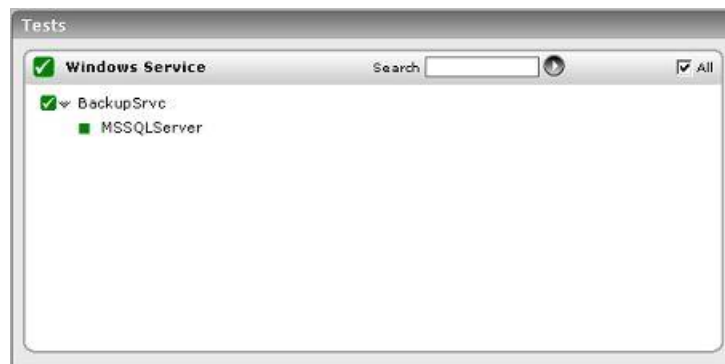 Tests
Windows Service Search All
BackupSrvc
MSSQLServer